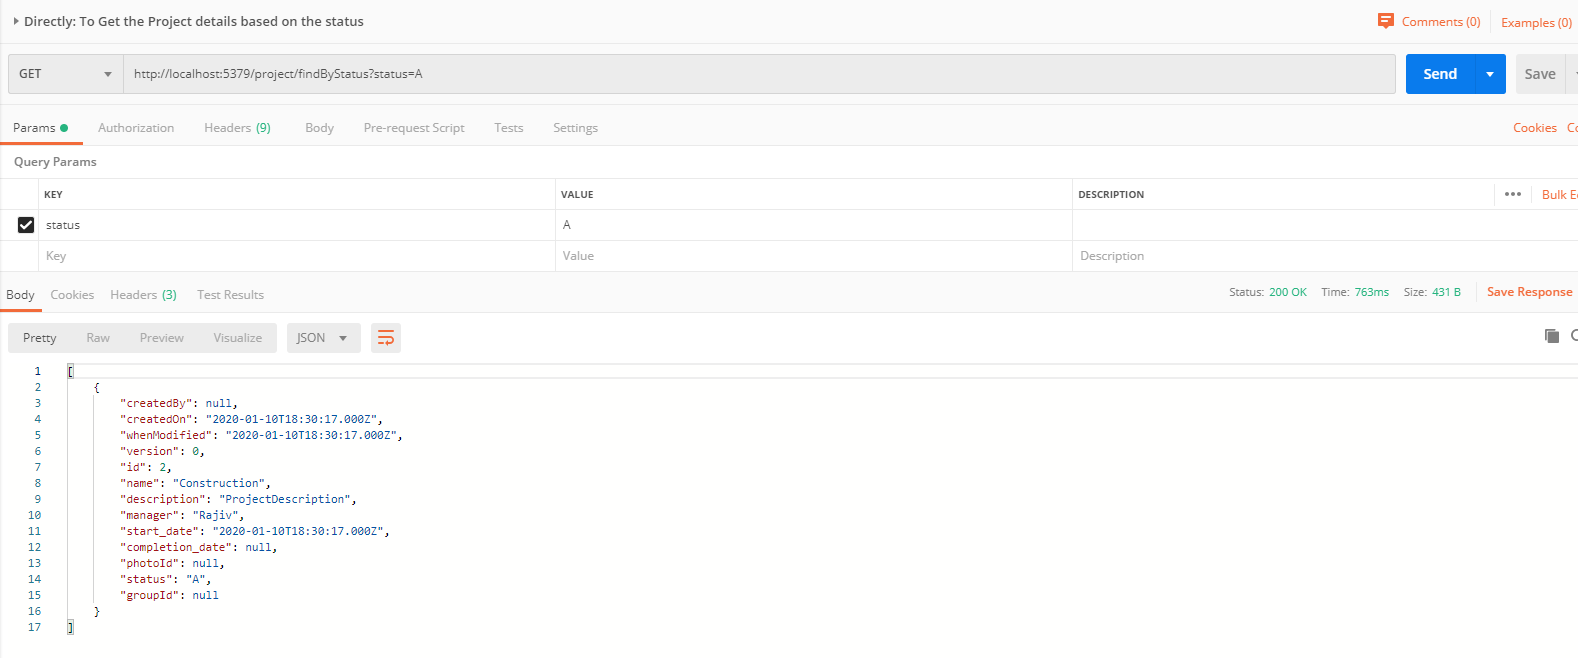 Directly: To Get the Project details based on the status
Comments (0) Examples (0)
GET http://localhost:5379/project/findByStatus?status=A Send Save
Params Authorization Headers (9) Body Pre-request Script Tests Settings Cookies Co
Query Params
KEY VALUE DESCRIPTION ••• Bulk E
status A
Key Value Description
Body Cookies Headers (3) Test Results Status: 200 OK Time: 763ms Size: 431 B Save Response
Pretty Raw Preview Visualize JSON
1 [
2 {
3 "createdBy": null,
4 "createdOn": "2020-01-10T18:30:17.000Z",
5 "whenModified": "2020-01-10T18:30:17.000Z",
6 "version": 0,
7 "id": 2,
8 "name": "Construction",
9 "description": "ProjectDescription",
10 "manager": "Rajiv",
11 "start_date": "2020-01-10T18:30:17.000Z",
12 "completion_date": null,
13 "photoId": null,
14 "status": "A",
15 "groupId": null
16 }
17 ]